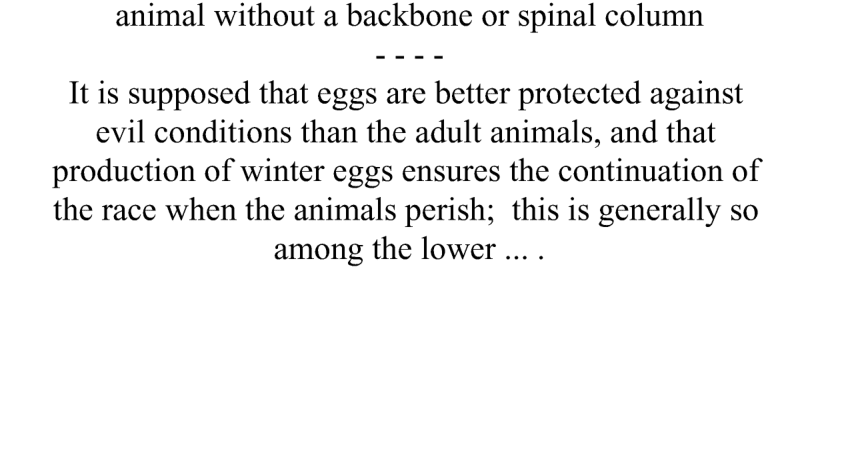 animal without a backbone or spinal column
- - - -
It is supposed that eggs are better protected against
evil conditions than the adult animals, and that
production of winter eggs ensures the continuation of
the race when the animals perish;  this is generally so
among the lower ... .